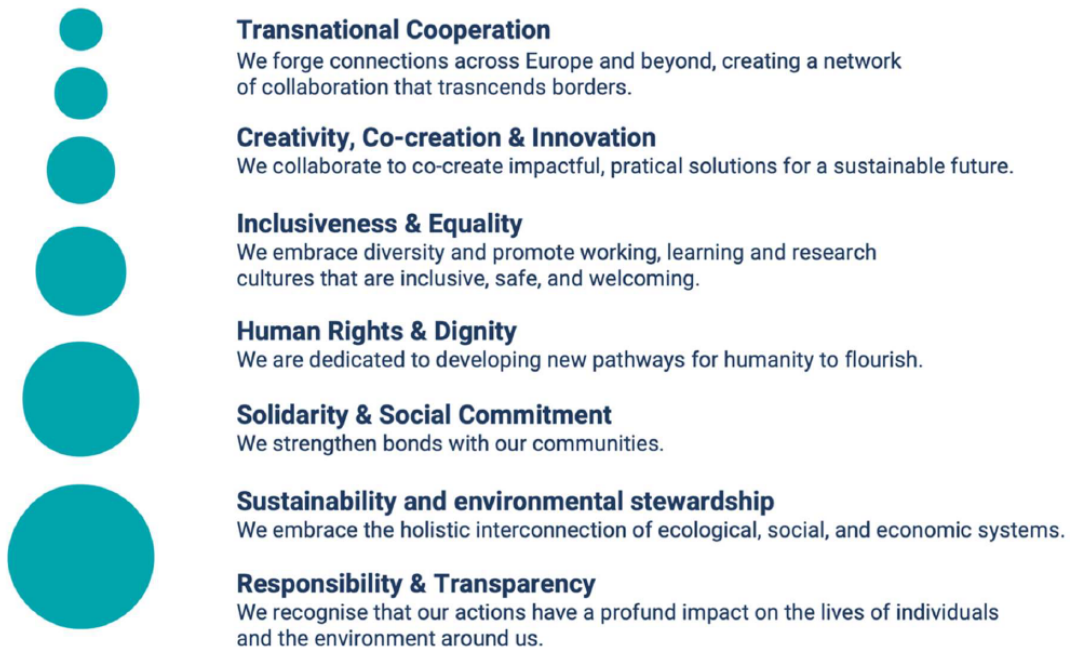 Transnational Cooperation
We forge connections across Europe and beyond, creating a network
of collaboration that trasncends borders.
Creativity, Co-creation & Innovation
We collaborate to co-create impactful, pratical solutions for a sustainable future.
Inclusiveness & Equality
We embrace diversity and promote working, learning and research
cultures that are inclusive, safe, and welcoming.
Human Rights & Dignity
We are dedicated to developing new pathways for humanity to flourish.
Solidarity & Social Commitment
We strengthen bonds with our communities.
Sustainability and environmental stewardship
We embrace the holistic interconnection of ecological, social, and economic systems.
Responsibility & Transparency
We recognise that our actions have a profund impact on the lives of individuals
and the environment around us.